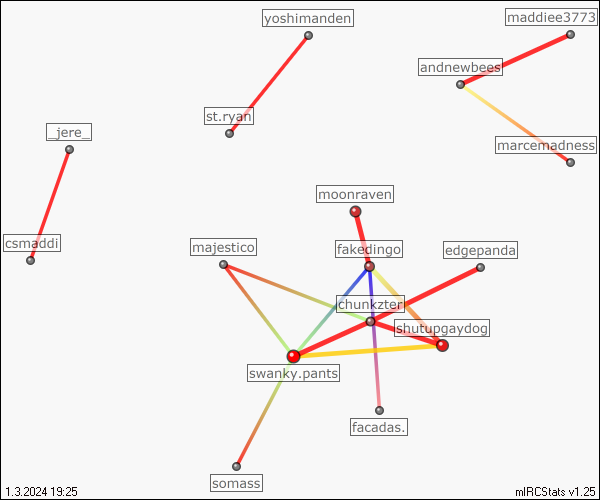 yoshimanden
maddiee3773
andnewbees
st.ryan
_jere_
marcemadness
moonraven
csmaddi
majestico
fakedingo
edgepanda
chunkzter
shutupgaydog
swanky.pants
facadas.
somass
1.3.2024 19:25
mIRCStats v1.25